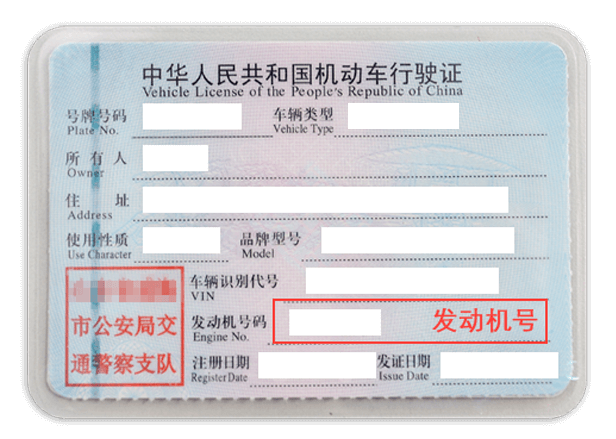 中华人民共和国机动车行驶证
Vehicle License of the People's Republic of China
号牌号码 车辆类型
Plate No. Vehicle Type
所有人
Owner
住址
Address
使用性质 品牌型号
Use Character Model
车辆识别代号
VIN
市公安局交
通警察支队
发动机号码 发动机号
Engine No.
注册日期 发证日期
Register Date Issue Date